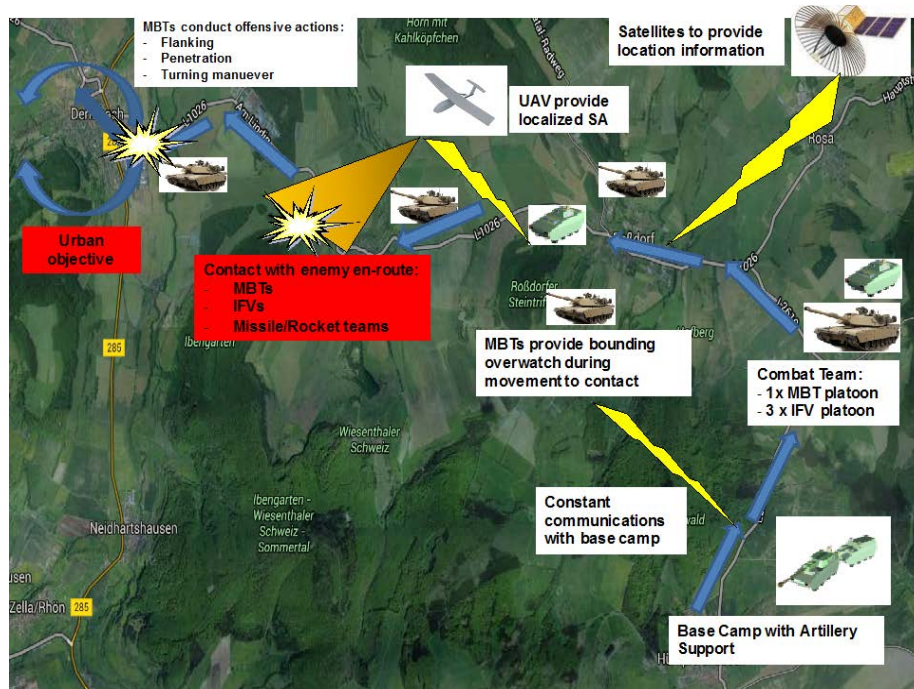 MBTs conduct offensive actions:
- Flanking
- Penetration
- Turning manuever
Horn mit
Kahlköpfchen
Satellites to provide
location information
UAV provide
localized SA
Rosa
L-1026
Urban
objective
L-1026
Contact with enemy en-route:
- MBTs
- IFVs
- Missile/Rocket teams
285
Ibengarten
Roßdorfer
MBTs provide bounding
overwatch during
movement to contact
Combat Team:
- 1x MBT platoon
- 3 x IFV platoon
Wiesenthaler
Schweiz
Ibengarten -
Wiesenthaler
Schweiz -
Sommertal
Constant
communications
with base camp
Neidhartshausen
285
Zella/Rhön
Base Camp with Artillery
Support